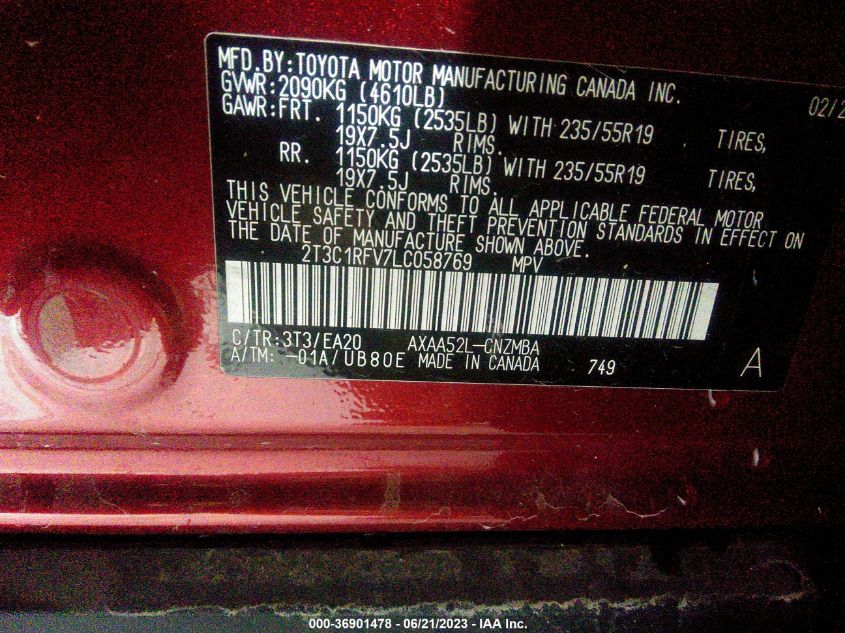 MFD.BY:TOYOTA MOTOR MANUFACTURING CANADA INC. 02/2
GVWR:2090KG (4610LB)
GAWR:FRT. 1150KG (2535LB) WITH 235/55R19 TIRES,
19X7.5J RIMS.
RR. 1150KG (2535LB) WITH 235/55R19 TIRES,
19X7.5J RIMS.
THIS VEHICLE CONFORMS TO ALL APPLICABLE FEDERAL MOTOR
VEHICLE SAFETY AND THEFT PREVENTION STANDARDS IN EFFECT ON
THE DATE OF MANUFACTURE SHOWN ABOVE.
2T3C1RFV7LC058769 MPV
C/TR:3T3/EA20 AXAA52L-CNZMBA
A/TM: -01A/UB80E MADE IN CANADA 749 A
000-36901478 - 06/21/2023 - IAA Inc.